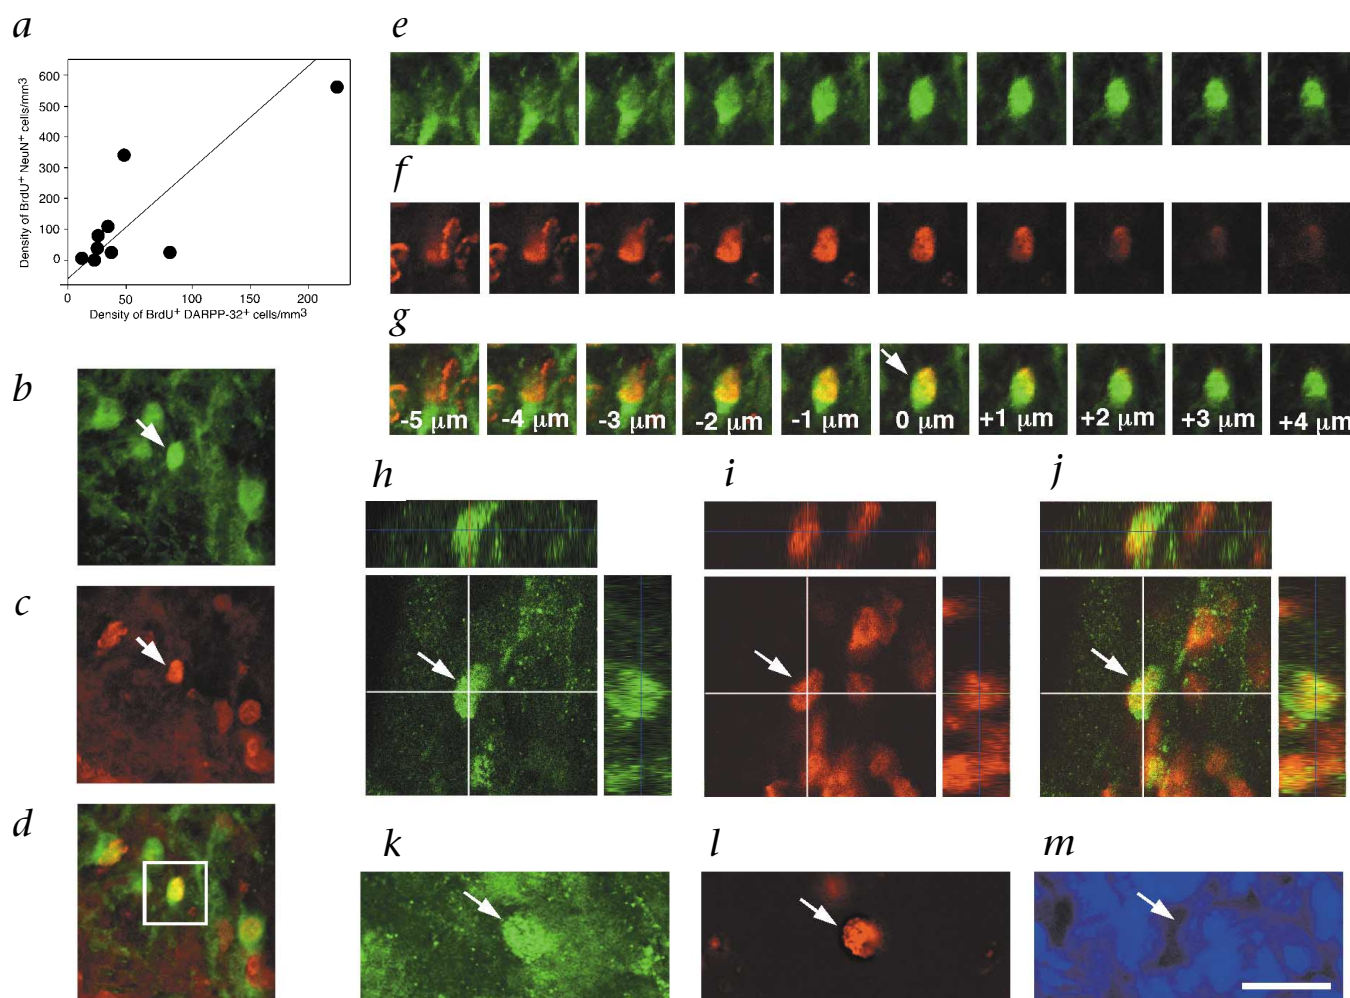 a
Density of BrdU+ NeuN+ cells/mm3
600
500
400
300
200
100
0
0
50
100
150
200
Density of BrdU+ DARPP-32+ cells/mm3
b
c
d
e
f
g
-5 μm
-4 μm
-3 μm
-2 μm
-1 μm
0 μm
+1 μm
+2 μm
+3 μm
+4 μm
h
i
j
k
l
m